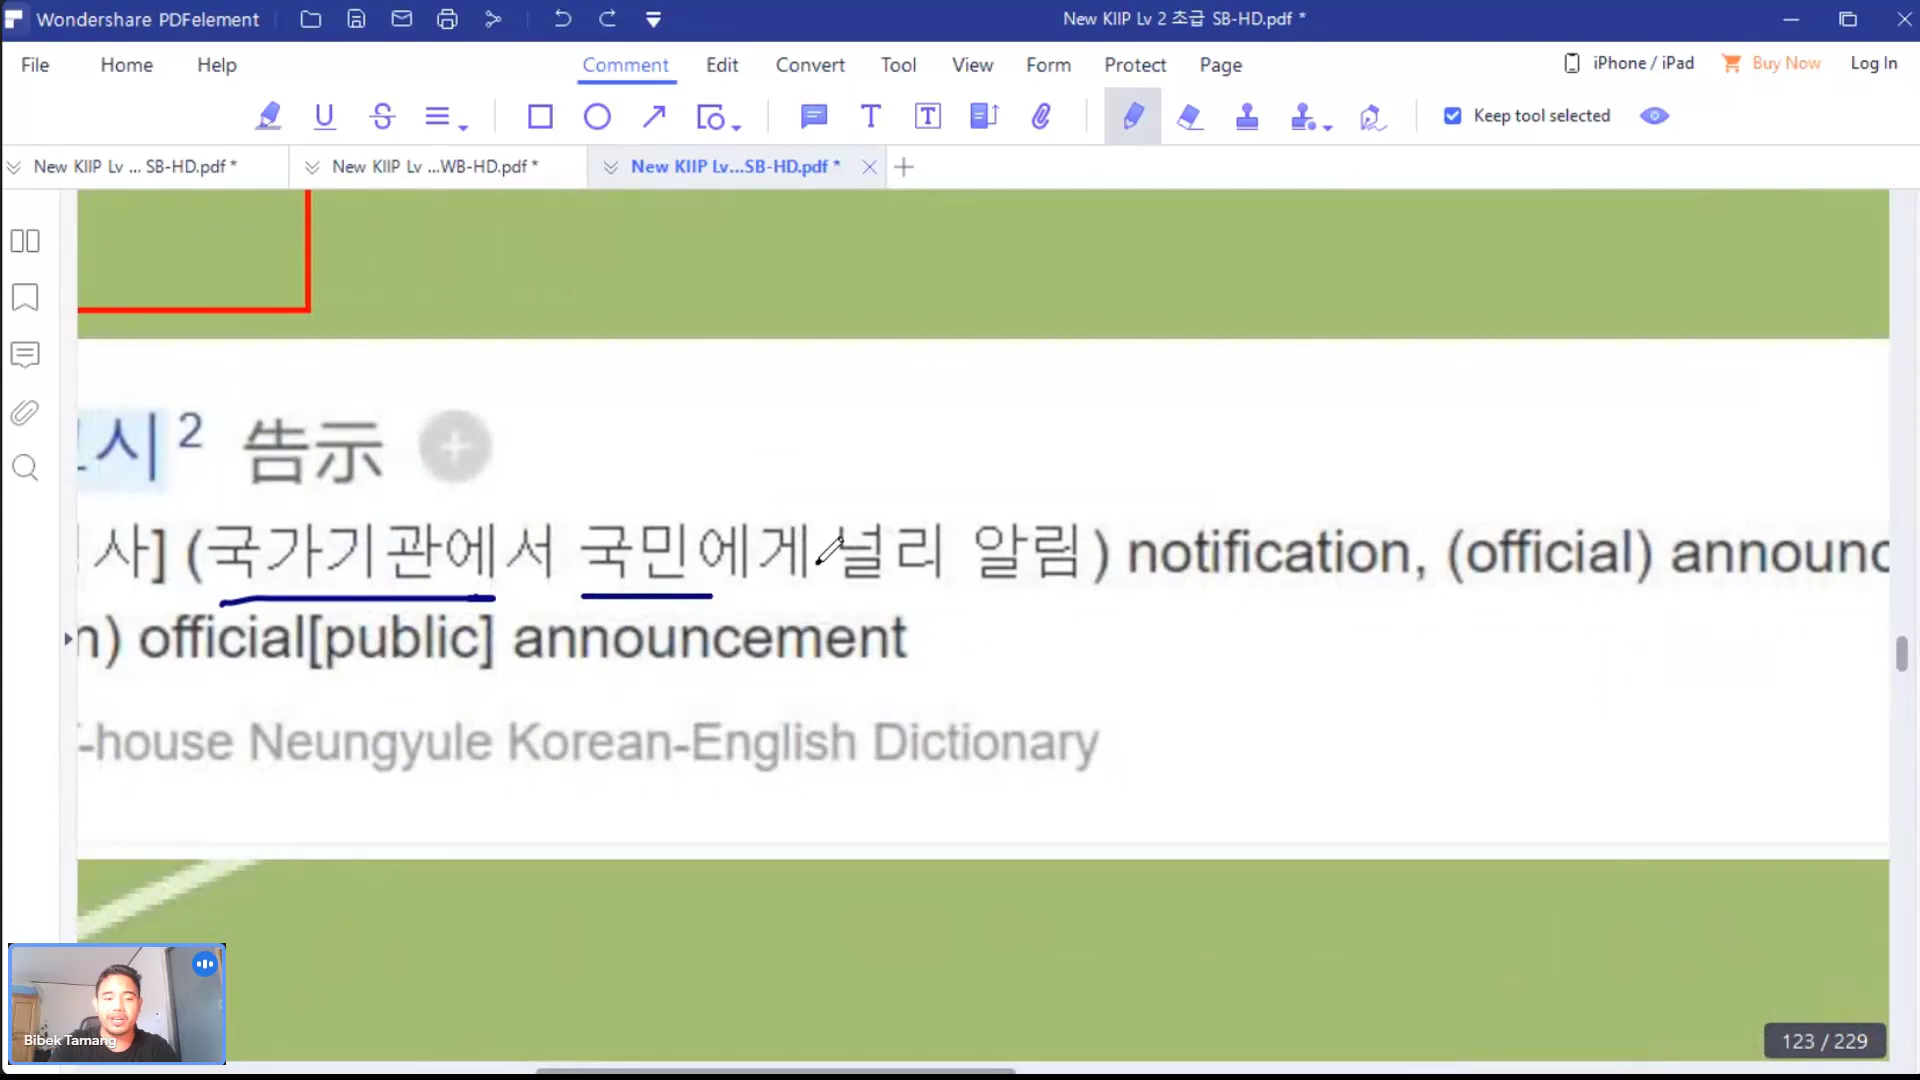 Wondershare PDFelement
New KIIP Lv 2 초급 SB-HD.pdf *
File Home Help Comment Edit Convert Tool View Form Protect Page iPhone / iPad Buy Now Log In
Keep tool selected
New KIIP Lv ... SB-HD.pdf * New KIIP Lv ...WB-HD.pdf * New KIIP Lv...SB-HD.pdf *
시 2 告示
사] (국가기관에서 국민에게 널리 알림) notification, (official) announc
n) official[public] announcement
-house Neungyule Korean-English Dictionary
Bibek Tamang
123 / 229